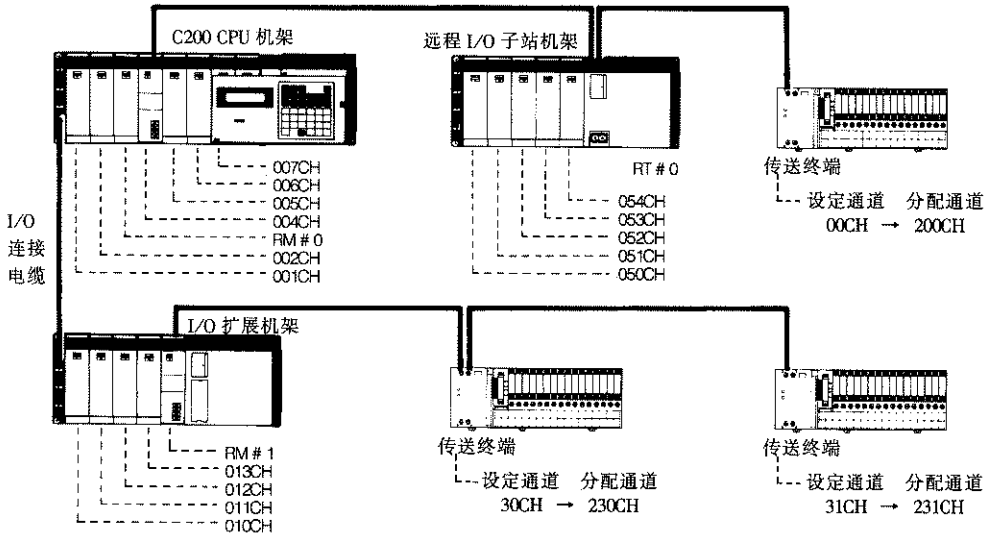 C200 CPU 机架
远程 I/O 子站机架
007CH
006CH
005CH
004CH
RM # 0
002CH
001CH
RT # 0
054CH
053CH
052CH
051CH
050CH
传送终端
设定通道 分配通道
00CH → 200CH
I/O
连接
电缆
I/O 扩展机架
RM # 1
013CH
012CH
011CH
010CH
传送终端
设定通道 分配通道
30CH → 230CH
传送终端
设定通道 分配通道
31CH → 231CH